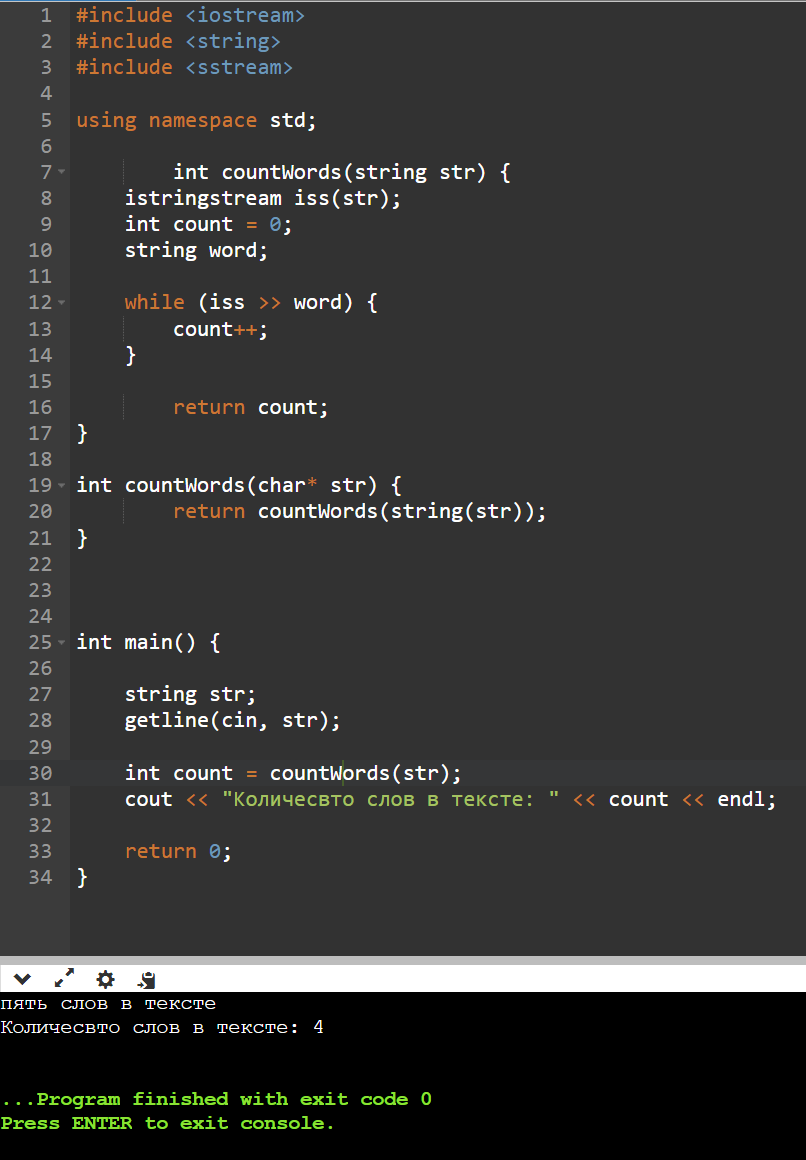 1 #include <iostream>
2 #include <string>
3 #include <sstream>
4
5 using namespace std;
6
7 int countWords(string str) {
8 istringstream iss(str);
9 int count = 0;
10 string word;
11
12 while (iss >> word) {
13 count++;
14 }
15
16 return count;
17 }
18
19 int countWords(char* str) {
20 return countWords(string(str));
21 }
22
23
24
25 int main() {
26
27 string str;
28 getline(cin, str);
29
30 int count = countWords(str);
31 cout << "Количесвто слов в тексте: " << count << endl;
32
33 return 0;
34 }
пять слов в тексте
Количесвто слов в тексте: 4
...Program finished with exit code 0
Press ENTER to exit console.